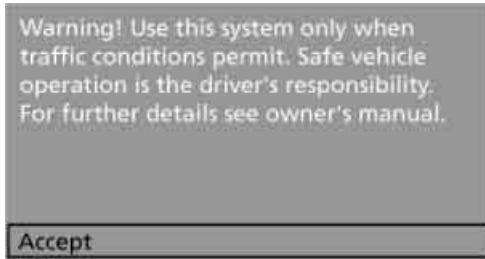 Warning! Use this system only when
traffic conditions permit. Safe vehicle
operation is the driver's responsibility.
For further details see owner's manual.
Accept